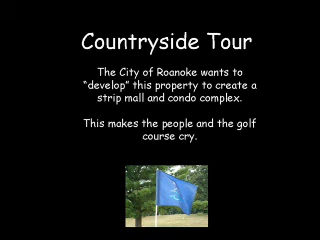 Countryside Tour
The City of Roanoke wants to
“develop” this property to create a
strip mall and condo complex.
This makes the people and the golf
course cry.